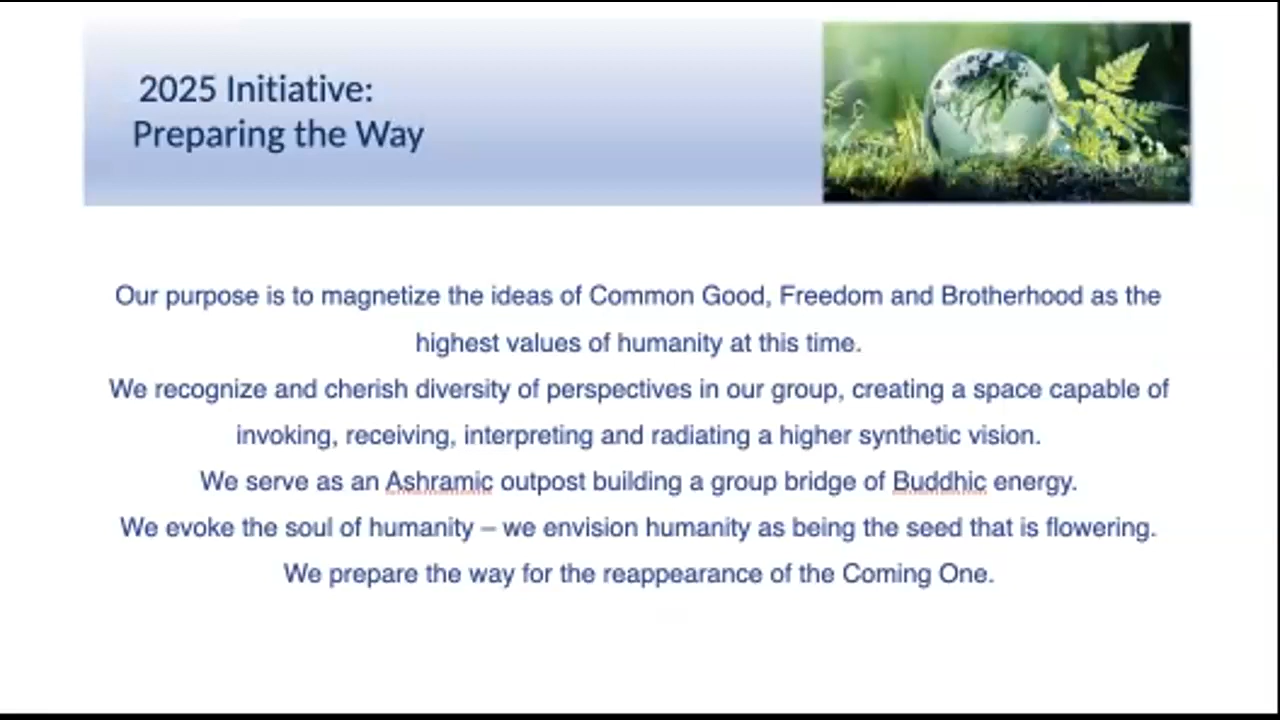 2025 Initiative:
Preparing the Way
Our purpose is to magnetize the ideas of Common Good, Freedom and Brotherhood as the
highest values of humanity at this time.
We recognize and cherish diversity of perspectives in our group, creating a space capable of
invoking, receiving, interpreting and radiating a higher synthetic vision.
We serve as an Ashramic outpost building a group bridge of Buddhic energy.
We evoke the soul of humanity – we envision humanity as being the seed that is flowering.
We prepare the way for the reappearance of the Coming One.